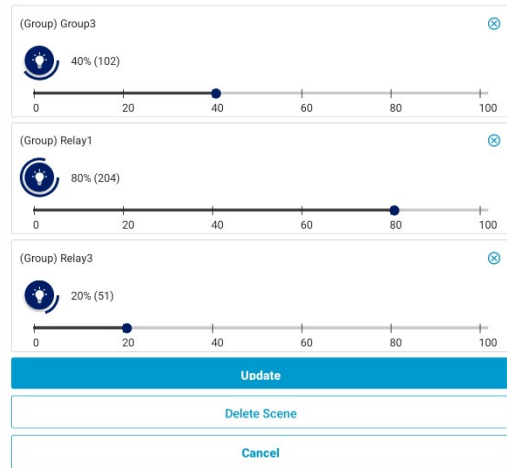 (Group) Group3
40% (102)
0 20 40 60 80 100
(Group) Relay1
80% (204)
0 20 40 60 80 100
(Group) Relay3
20% (51)
0 20 40 60 80 100
Update
Delete Scene
Cancel